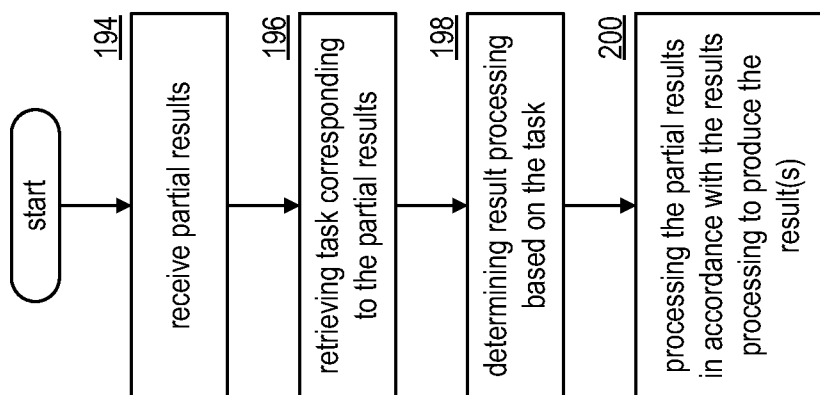 start
194
receive partial results
196
retrieving task corresponding
to the partial results
198
determining result processing
based on the task
200
processing the partial results
in accordance with the results
processing to produce the
result(s)